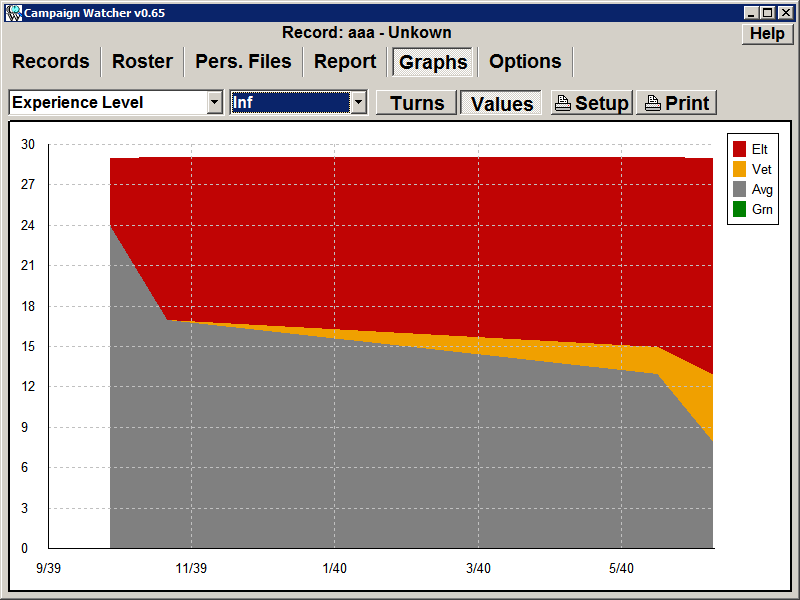 Campaign Watcher v0.65
Record: aaa - Unkown
Help
Records Roster Pers. Files Report Graphs Options
Experience Level Inf Turns Values Setup Print
30
27
24
21
18
15
12
9
6
3
0
9/39 11/39 1/40 3/40 5/40
Elt
Vet
Avg
Grn